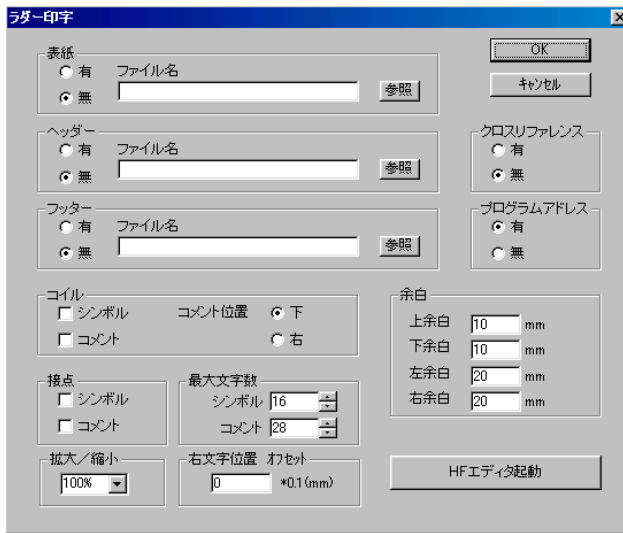 ラダー印字
表紙
有 ファイル名
無 参照
OK
キャンセル
ヘッダー
有 ファイル名
無 参照
クロスリファレンス
有
無
フッター
有 ファイル名
無 参照
プログラムアドレス
有
無
コイル
シンボル コメント位置 下
コメント 右
余白
上余白 10 mm
下余白 10 mm
左余白 20 mm
右余白 20 mm
接点
シンボル
コメント
最大文字数
シンボル 16
コメント 28
拡大/縮小
100%
右文字位置 オフセット
0 *0.1(mm)
HFエディタ起動